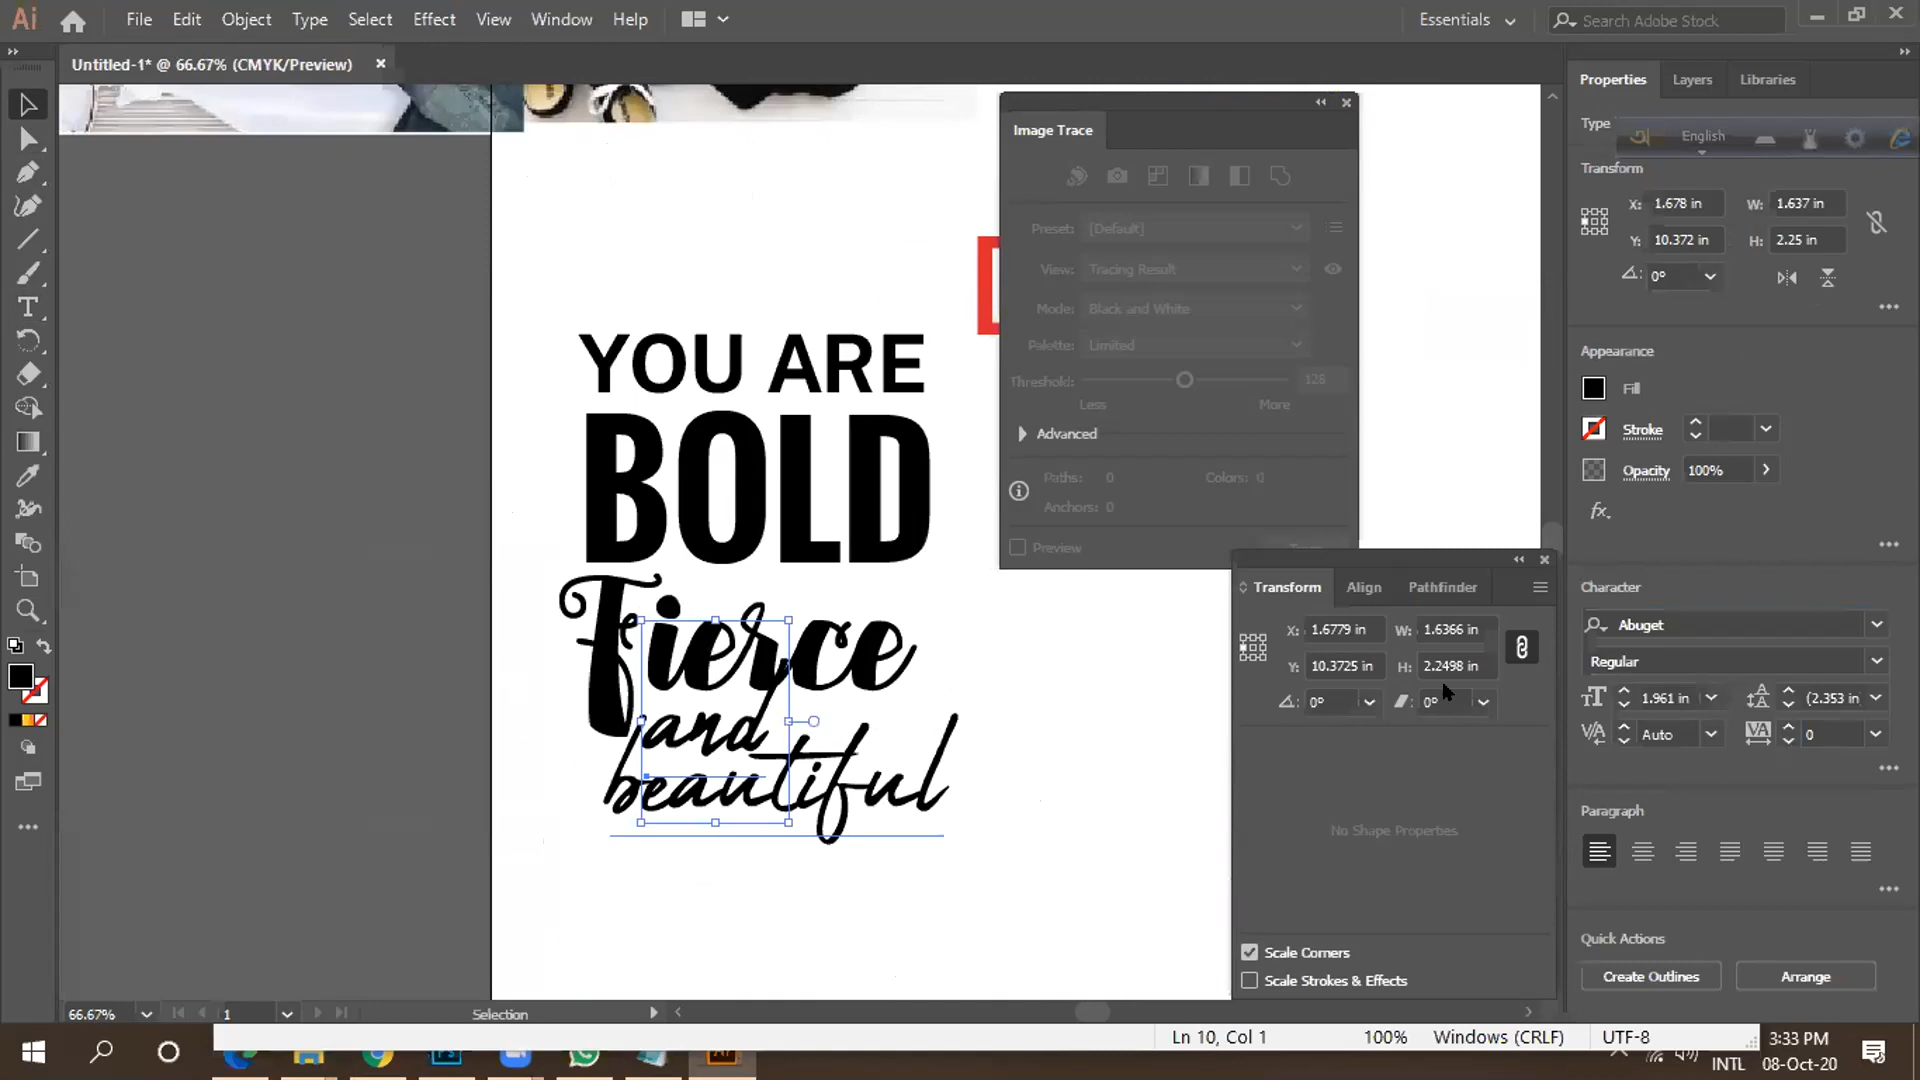 Ai File Edit Object Type Select Effect View Window Help Essentials Search Adobe Stock
Untitled-1* @ 66.67% (CMYK/Preview)
Properties Layers Libraries
Type
English
Transform
X: 1.678 in W: 1.637 in
Y: 10.372 in H: 2.25 in
0°
Appearance
Fill
Stroke
Opacity 100%
fx.
Character
Abuget
Regular
1.961 in (2.353 in
Auto 0
Paragraph
Quick Actions
Create Outlines Arrange
Image Trace
Preset: [Default]
View: Tracing Result
Mode: Black and White
Palette: Limited
Threshold: 128
Less More
Advanced
Paths: 0 Colors: 0
Anchors: 0
Preview
Transform Align Pathfinder
X: 1.6779 in W: 1.6366 in
Y: 10.3725 in H: 2.2498 in
0° 0°
No Shape Properties
Scale Corners
Scale Strokes & Effects
YOU ARE
BOLD
Fierce
and
beautiful
66.67% 1 Selection
Ln 10, Col 1 100% Windows (CRLF) UTF-8
3:33 PM
INTL 08-Oct-20